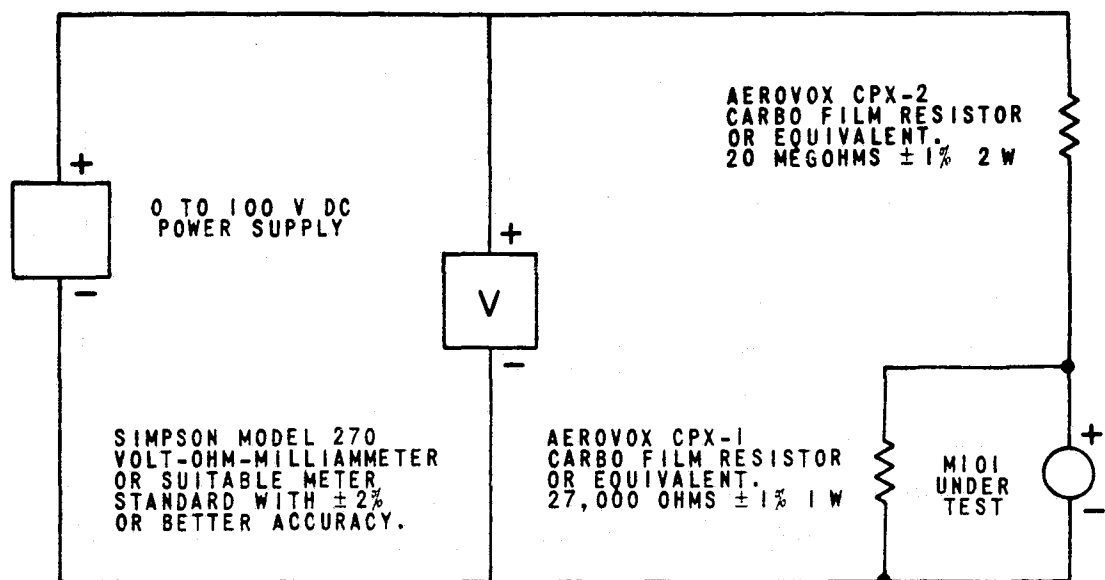 AEROVOX CPX-2
CARBO FILM RESISTOR
OR EQUIVALENT.
20 MEGOHMS ±1% 2 W
+
0 TO 100 V DC
POWER SUPPLY
−
+
V
−
SIMPSON MODEL 270
VOLT-OHM-MILLIAMMETER
OR SUITABLE METER
STANDARD WITH ±2%
OR BETTER ACCURACY.
AEROVOX CPX-1
CARBO FILM RESISTOR
OR EQUIVALENT.
27,000 OHMS ±1% 1 W
+
M101
UNDER
TEST
−